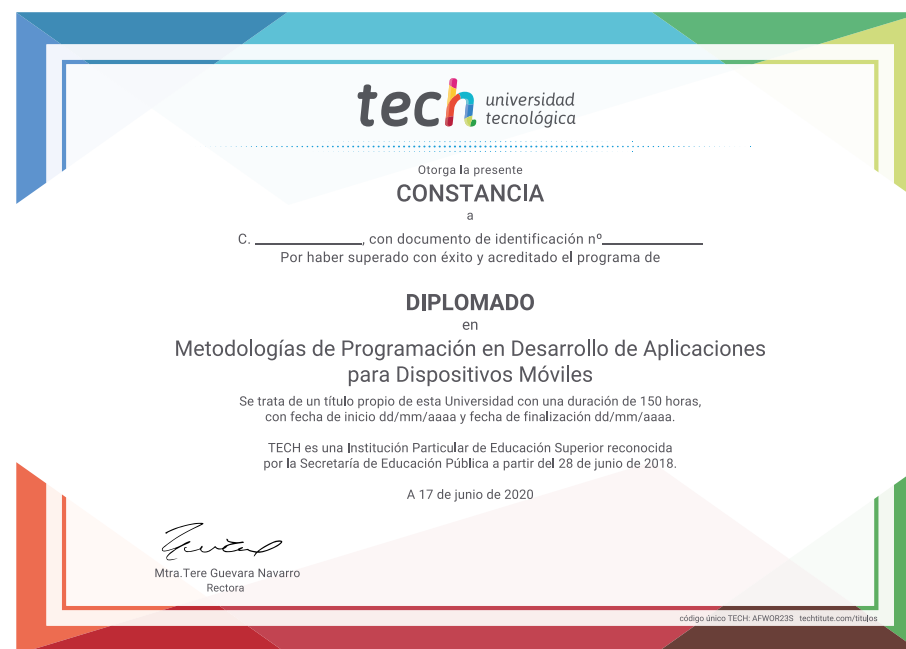 tech universidad
tecnológica
Otorga la presente
CONSTANCIA
a
C. ____________, con documento de identificación nº____________
Por haber superado con éxito y acreditado el programa de
DIPLOMADO
en
Metodologías de Programación en Desarrollo de Aplicaciones
para Dispositivos Móviles
Se trata de un título propio de esta Universidad con una duración de 150 horas,
con fecha de inicio dd/mm/aaaa y fecha de finalización dd/mm/aaaa.
TECH es una Institución Particular de Educación Superior reconocida
por la Secretaría de Educación Pública a partir del 28 de junio de 2018.
A 17 de junio de 2020
Mtra.Tere Guevara Navarro
Rectora
código único TECH: AFWOR23S techtitute.com/titulos